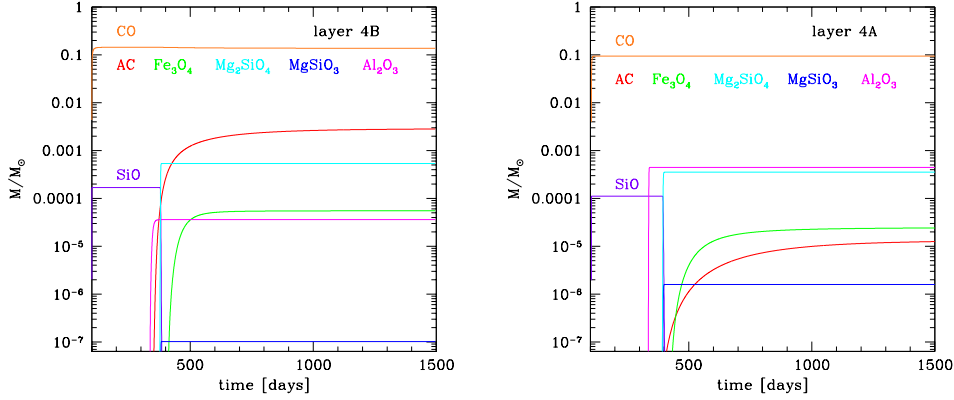 1
0.1
0.01
0.001
0.0001
10⁻⁵
10⁻⁶
10⁻⁷
M/M☉
CO
layer 4B
AC Fe₃O₄ Mg₂SiO₄ MgSiO₃ Al₂O₃
SiO
500 1000 1500
time [days]
1
0.1
0.01
0.001
0.0001
10⁻⁵
10⁻⁶
10⁻⁷
M/M☉
layer 4A
CO
AC Fe₃O₄ Mg₂SiO₄ MgSiO₃ Al₂O₃
SiO
500 1000 1500
time [days]